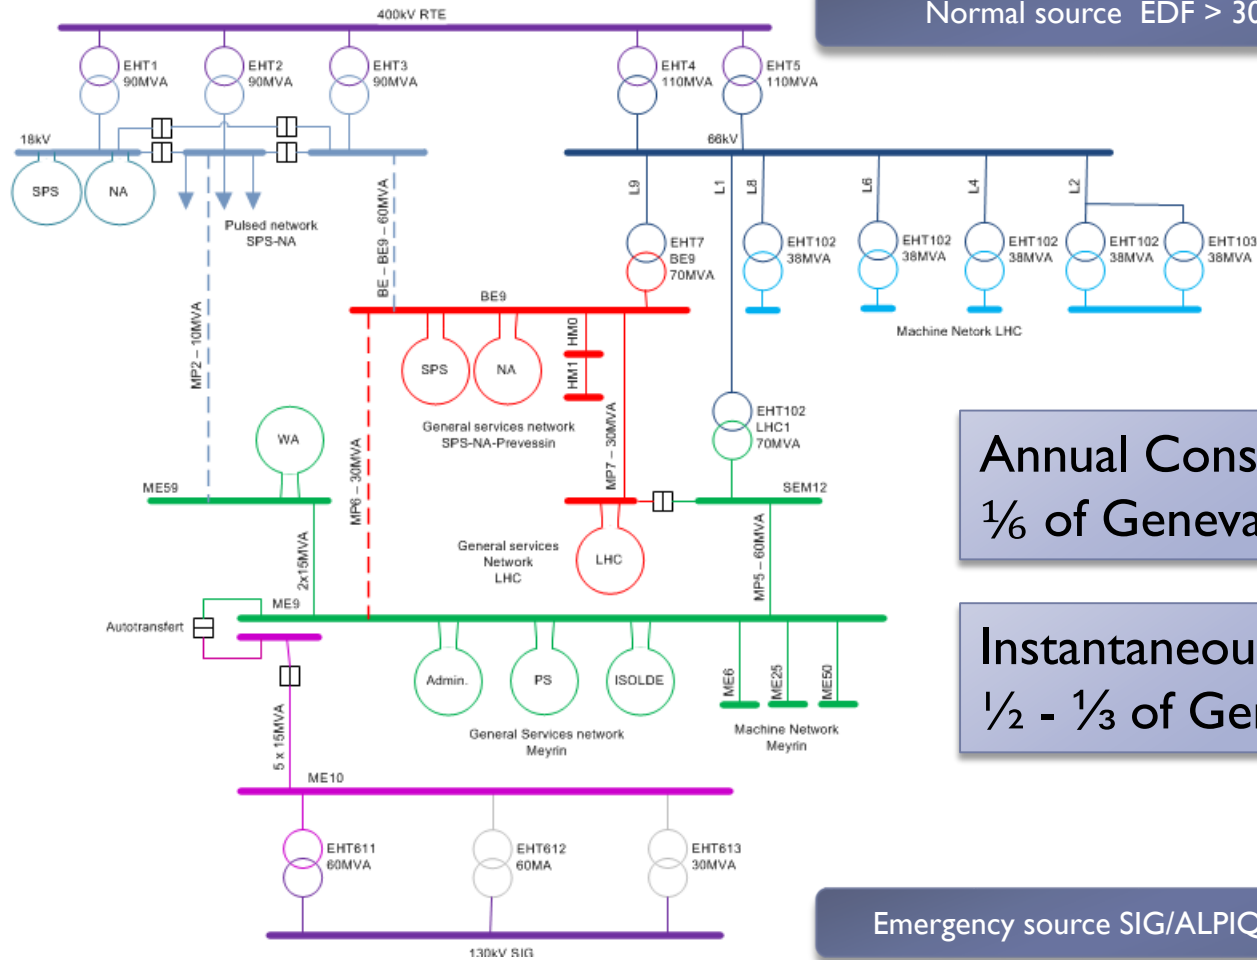 400kV RTE
Normal source EDF > 30
EHT1
90MVA
EHT2
90MVA
EHT3
90MVA
EHT4
110MVA
EHT5
110MVA
18kV
66kV
SPS
NA
Pulsed network
SPS-NA
MP2 – 10MVA
BE – BE9 – 60MVA
L9
L1
L8
L6
L4
L2
EHT7
BE9
70MVA
EHT102
38MVA
EHT102
38MVA
EHT102
38MVA
EHT102
38MVA
EHT103
38MVA
Machine Netork LHC
BE9
SPS
NA
HM0
HM1
General services network
SPS-NA-Prevessin
MP6 – 30MVA
MP7 – 30MVA
EHT102
LHC1
70MVA
WA
ME59
SEM12
2x15MVA
General services
Network
LHC
LHC
MP5 – 60MVA
Annual Cons
⅙ of Geneva
ME9
Autotransfert
Admin.
PS
ISOLDE
ME6
ME25
ME50
General Services network
Meyrin
Machine Network
Meyrin
Instantaneou
½ - ⅓ of Ger
5 x 15MVA
ME10
EHT611
60MVA
EHT612
60MA
EHT613
30MVA
130kV SIG
Emergency source SIG/ALPIQ